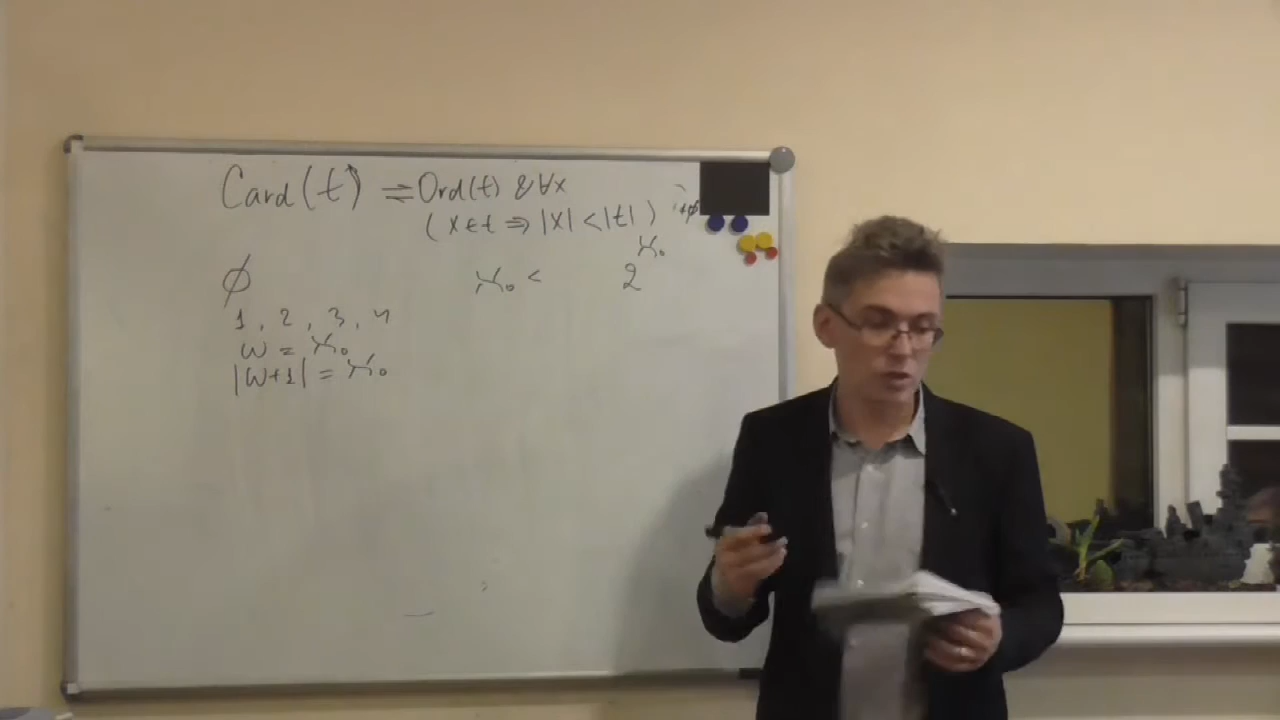 Card(t) ⇌ Ord(t) & ∀x
(x∈t ⇒ |x| < |t|)
∅
ℵ₀ < 2^ℵ₀
1, 2, 3, 4
ω = ℵ₀
|ω+1| = ℵ₀